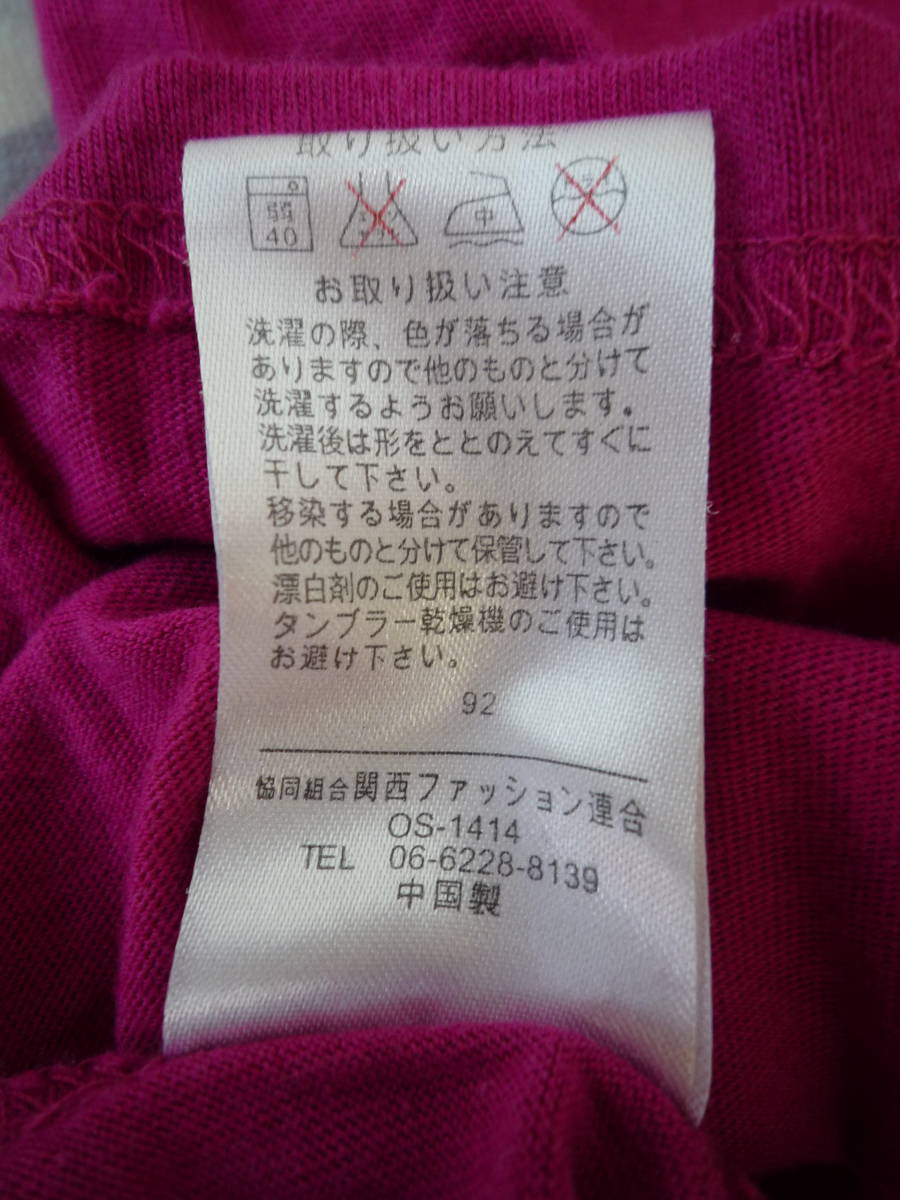 取り扱い方法
弱
40
中
お取り扱い注意
洗濯の際、色が落ちる場合が
ありますので他のものと分けて
洗濯するようお願いします。
洗濯後は形をととのえてすぐに
干して下さい。
移染する場合がありますので
他のものと分けて保管して下さい。
漂白剤のご使用はお避け下さい。
タンブラー乾燥機のご使用は
お避け下さい。
92
協同組合関西ファッション連合
OS-1414
TEL 06-6228-8139
中国製